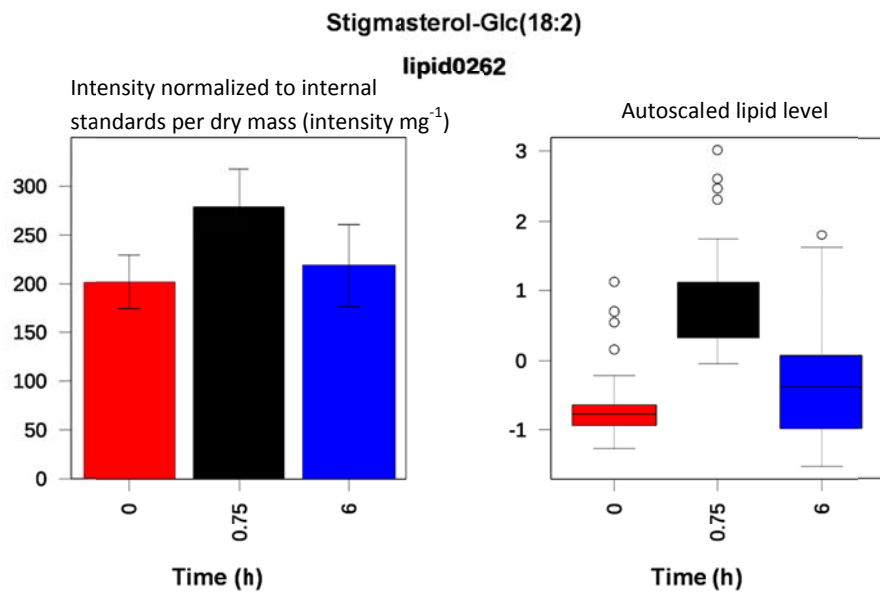 Stigmasterol-Glc(18:2)
lipid0262
Intensity normalized to internal
standards per dry mass (intensity mg⁻¹)
300
250
200
150
100
50
0
0
0.75
6
Time (h)
Autoscaled lipid level
3
2
1
0
-1
0
0.75
6
Time (h)